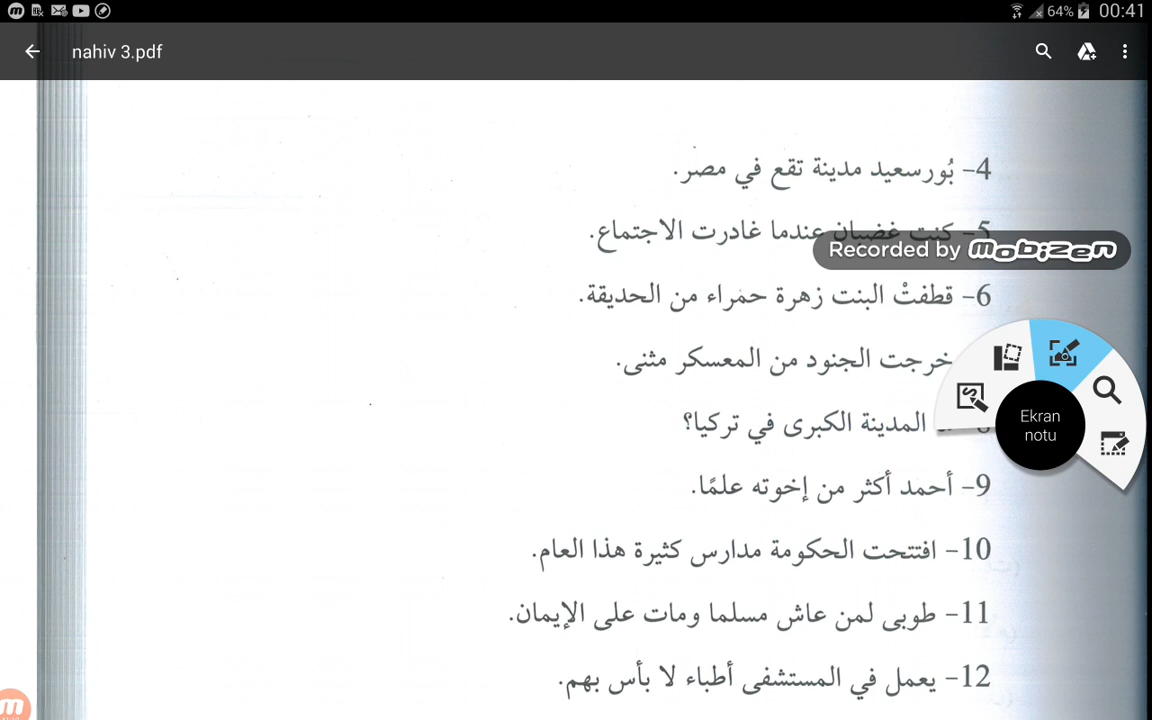 64% 00:41
nahiv 3.pdf
4- بُورسعيد مدينة تقع في مصر.
5- كنت غضبان عندما غادرت الاجتماع.
Recorded by mobizen
6- قطفتْ البنت زهرة حمراء من الحديقة.
خرجت الجنود من المعسكر مثنى.
Ekran
notu
المدينة الكبرى في تركيا؟
9- أحمد أكثر من إخوته علمًا.
10- افتتحت الحكومة مدارس كثيرة هذا العام.
11- طوبى لمن عاش مسلما ومات على الإيمان.
12- يعمل في المستشفى أطباء لا بأس بهم.